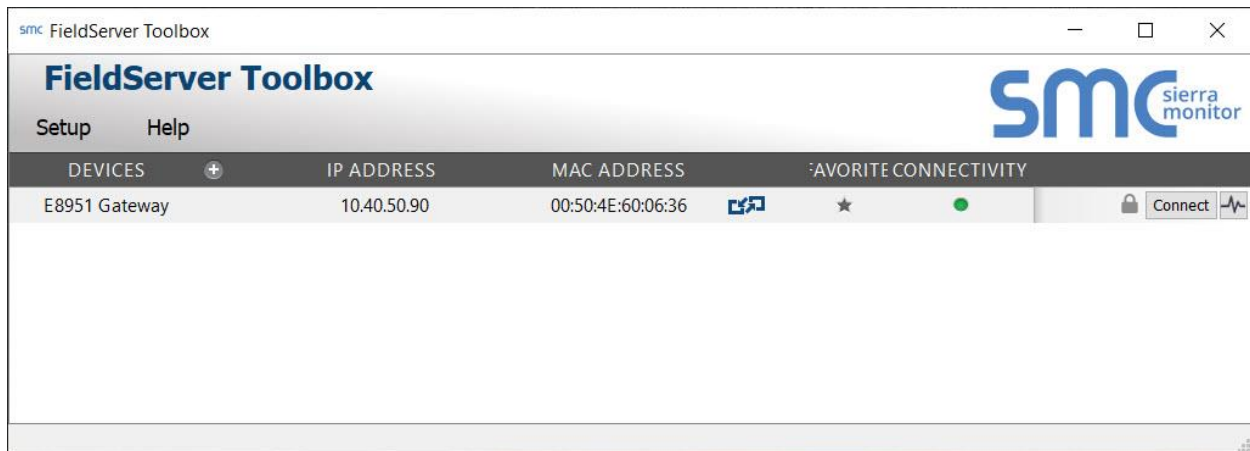 smc FieldServer Toolbox
FieldServer Toolbox
smc sierra monitor
Setup Help
DEVICES IP ADDRESS MAC ADDRESS FAVORITE CONNECTIVITY
E8951 Gateway 10.40.50.90 00:50:4E:60:06:36 Connect